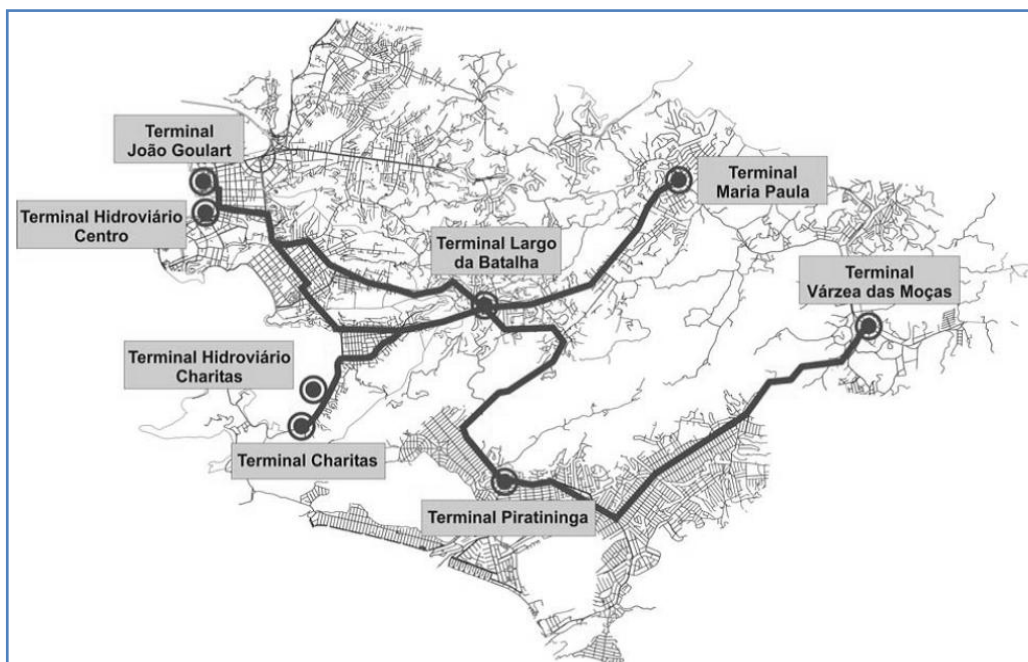 Terminal
João Goulart
Terminal Hidroviário
Centro
Terminal Largo
da Batalha
Terminal
Maria Paula
Terminal
Várzea das Moças
Terminal Hidroviário
Charitas
Terminal Charitas
Terminal Piratininga